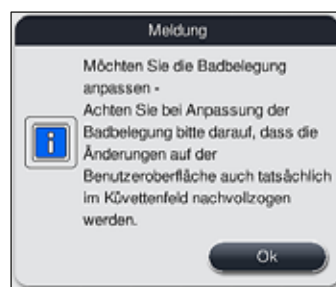 Meldung
Möchten Sie die Badbelegung
anpassen -
Achten Sie bei Anpassung der
Badbelegung bitte darauf, dass die
Änderungen auf der
Benutzeroberfläche auch tatsächlich
im Küvettenfeld nachvollzogen
werden.
Ok